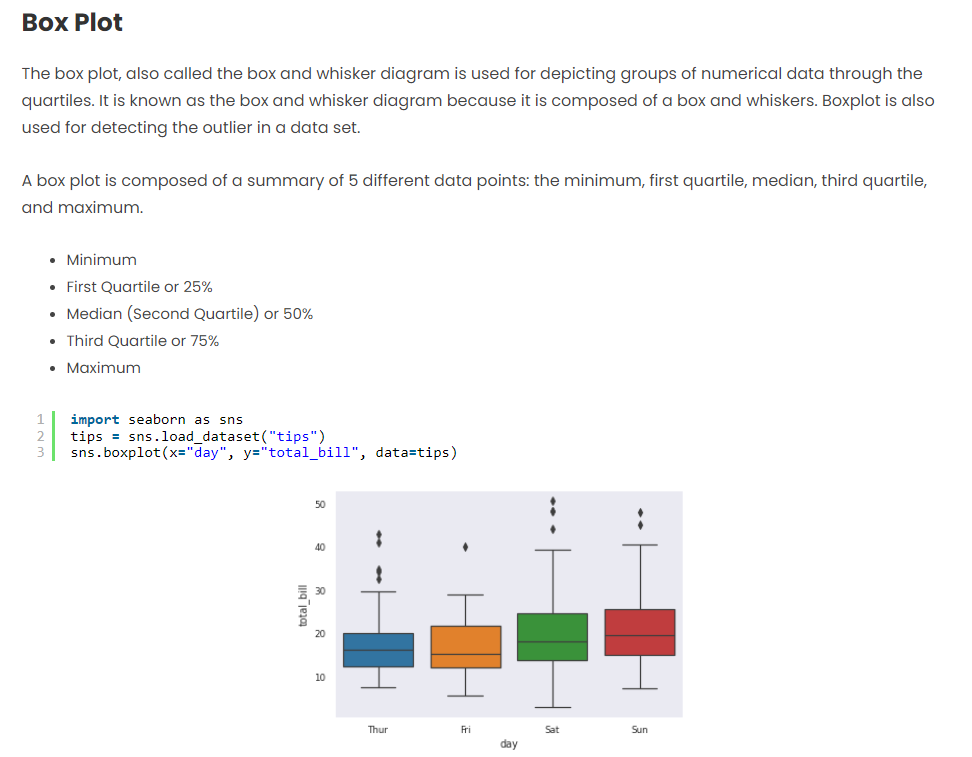 Box Plot
The box plot, also called the box and whisker diagram is used for depicting groups of numerical data through the
quartiles. It is known as the box and whisker diagram because it is composed of a box and whiskers. Boxplot is also
used for detecting the outlier in a data set.
A box plot is composed of a summary of 5 different data points: the minimum, first quartile, median, third quartile,
and maximum.
• Minimum
• First Quartile or 25%
• Median (Second Quartile) or 50%
• Third Quartile or 75%
• Maximum
1 import seaborn as sns
2 tips = sns.load_dataset("tips")
3 sns.boxplot(x="day", y="total_bill", data=tips)
50
40
30
20
10
total_bill
Thur Fri Sat Sun
day